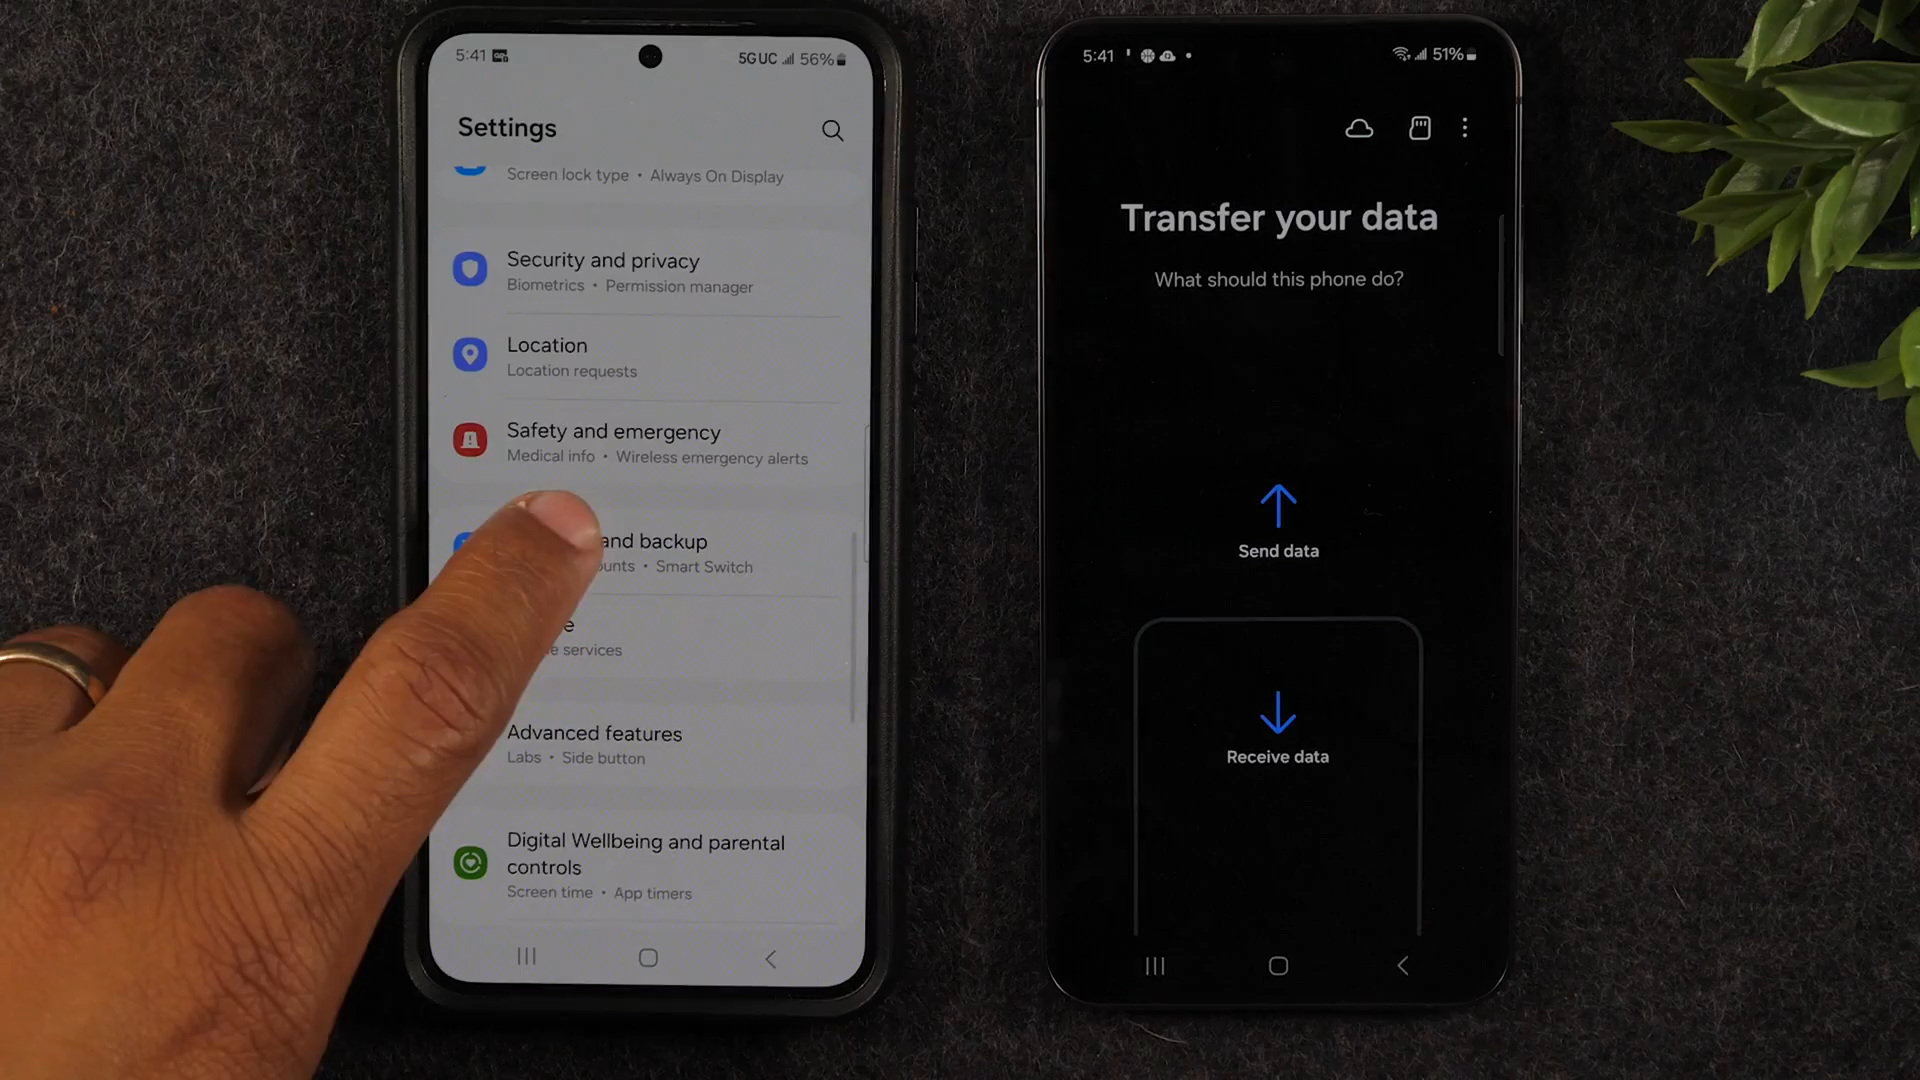 5:41
5G UC 56%
Settings
Screen lock type • Always On Display
Security and privacy
Biometrics • Permission manager
Location
Location requests
Safety and emergency
Medical info • Wireless emergency alerts
and backup
• Smart Switch
services
Advanced features
Labs • Side button
Digital Wellbeing and parental
controls
Screen time • App timers
5:41
51%
Transfer your data
What should this phone do?
Send data
Receive data